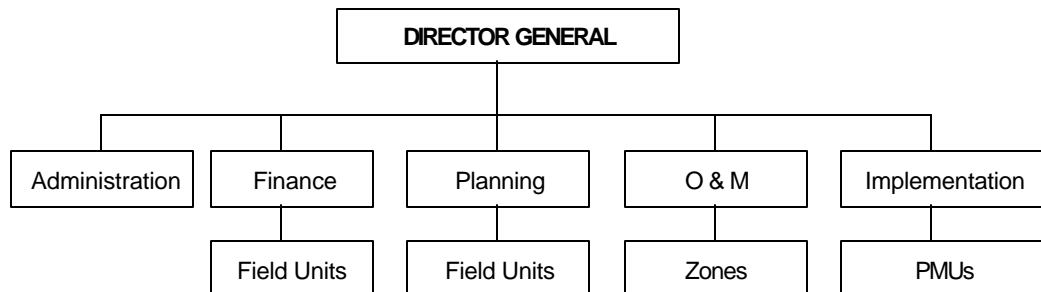 DIRECTOR GENERAL
Administration
Finance
Planning
O & M
Implementation
Field Units
Field Units
Zones
PMUs